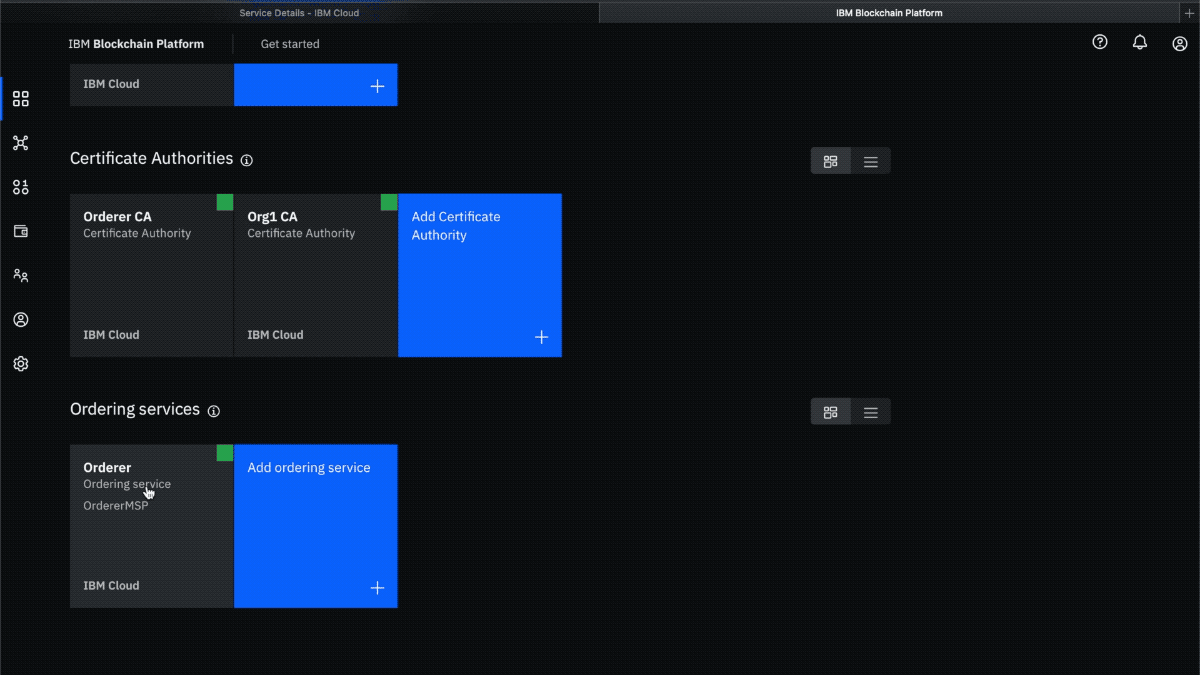 Service Details - IBM Cloud
IBM Blockchain Platform
IBM Blockchain Platform
Get started
IBM Cloud
Certificate Authorities
Orderer CA
Certificate Authority
IBM Cloud
Org1 CA
Certificate Authority
IBM Cloud
Add Certificate
Authority
Ordering services
Orderer
Ordering service
OrdererMSP
IBM Cloud
Add ordering service